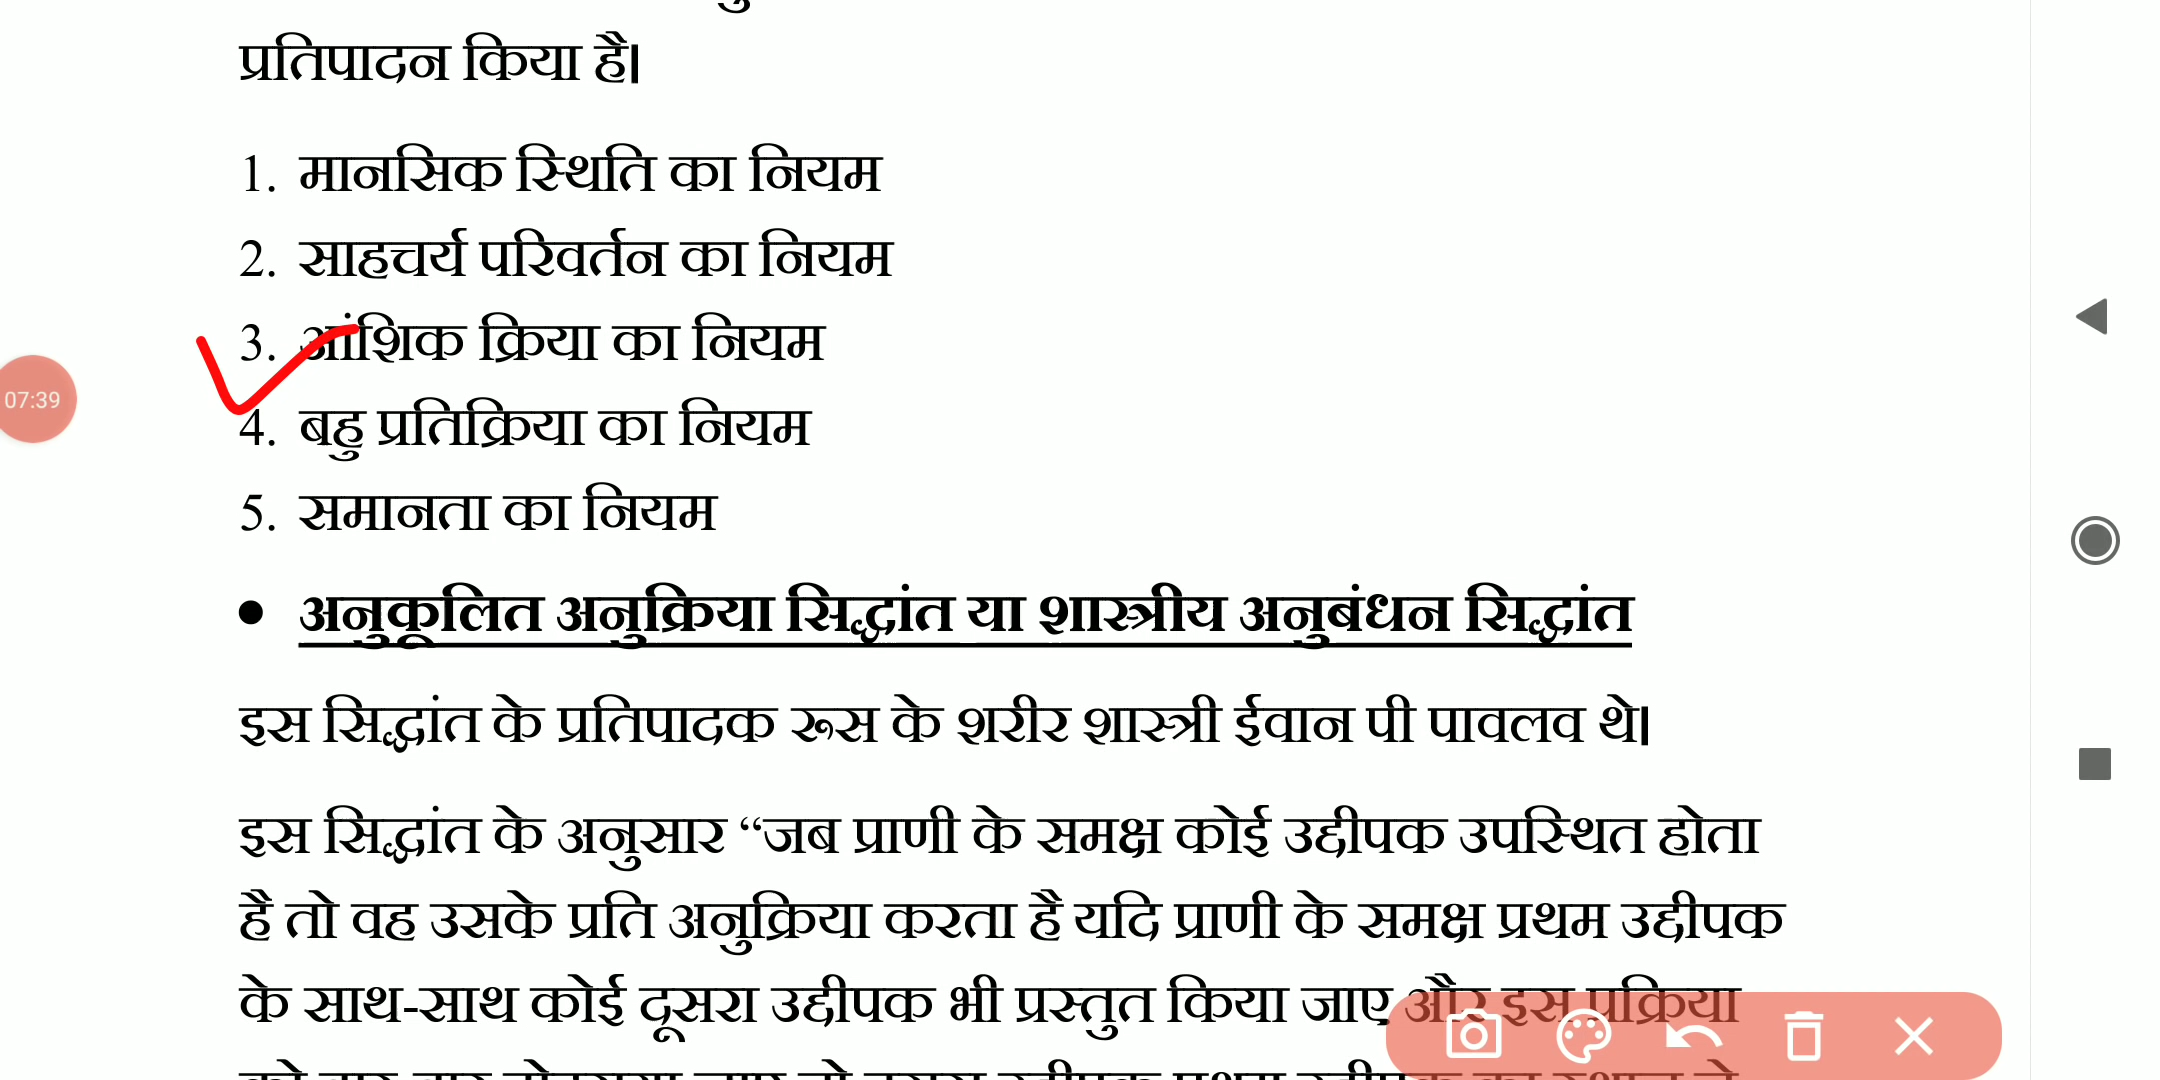 प्रतिपादन किया है।
1. मानसिक स्थिति का नियम
2. साहचर्य परिवर्तन का नियम
3. आंशिक क्रिया का नियम
4. बहु प्रतिक्रिया का नियम
5. समानता का नियम
• अनुकूलित अनुक्रिया सिद्धांत या शास्त्रीय अनुबंधन सिद्धांत
इस सिद्धांत के प्रतिपादक रूस के शरीर शास्त्री ईवान पी पावलव थे।
इस सिद्धांत के अनुसार “जब प्राणी के समक्ष कोई उद्दीपक उपस्थित होता
है तो वह उसके प्रति अनुक्रिया करता है यदि प्राणी के समक्ष प्रथम उद्दीपक
के साथ-साथ कोई दूसरा उद्दीपक भी प्रस्तुत किया जाए और इस प्रक्रिया
07:39